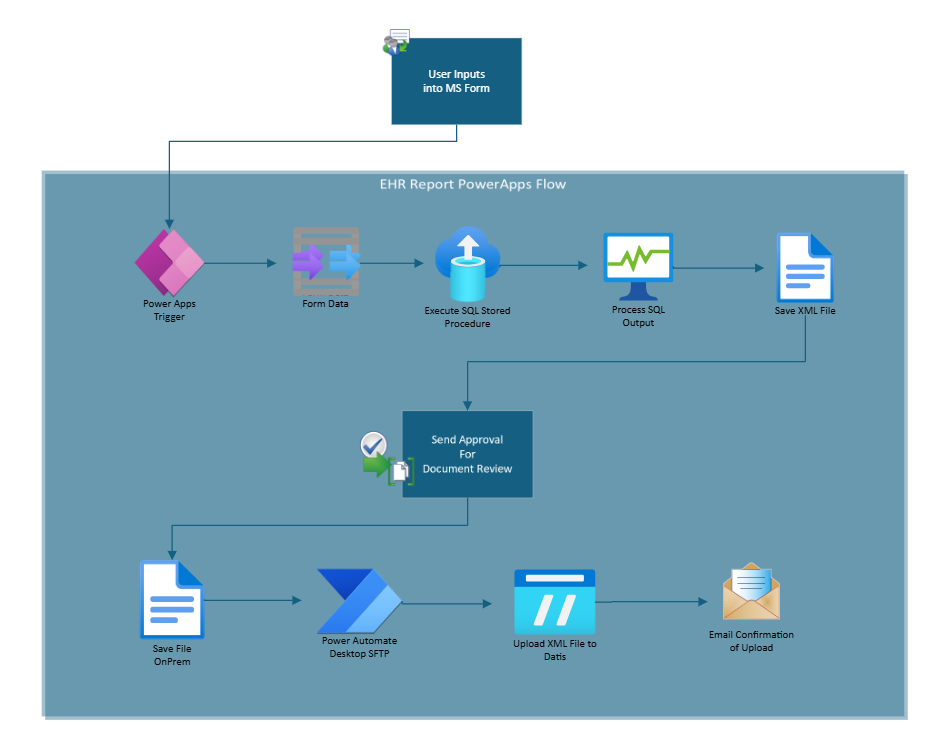 User Inputs
into MS Form
EHR Report PowerApps Flow
Power Apps
Trigger
Form Data
Execute SQL Stored
Procedure
Process SQL
Output
Save XML File
Send Approval
For
Document Review
Save File
OnPrem
Power Automate
Desktop SFTP
Upload XML File to
Datis
Email Confirmation
of Upload